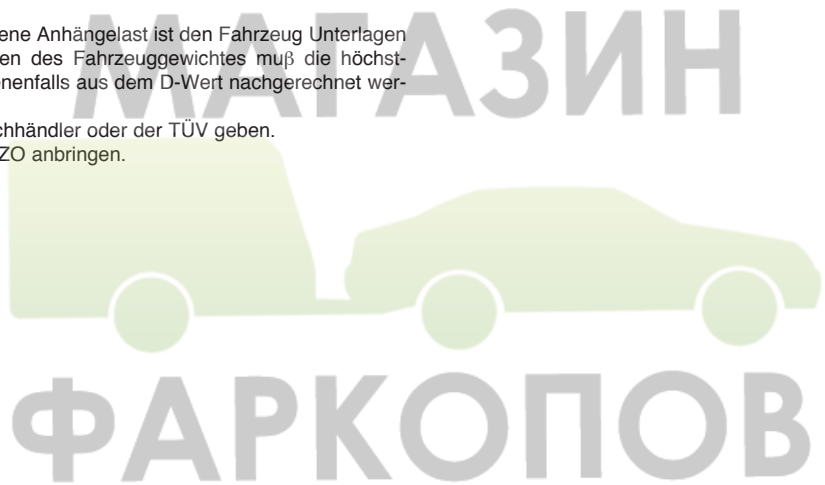 ene Anhängelast ist den Fahrzeug Unterlagen
en des Fahrzeuggewichtes muβ die höchst-
enenfalls aus dem D-Wert nachgerechnet wer-
chhändler oder der TÜV geben.
ZO anbringen.
МАГАЗИН
ФАРКОПОВ